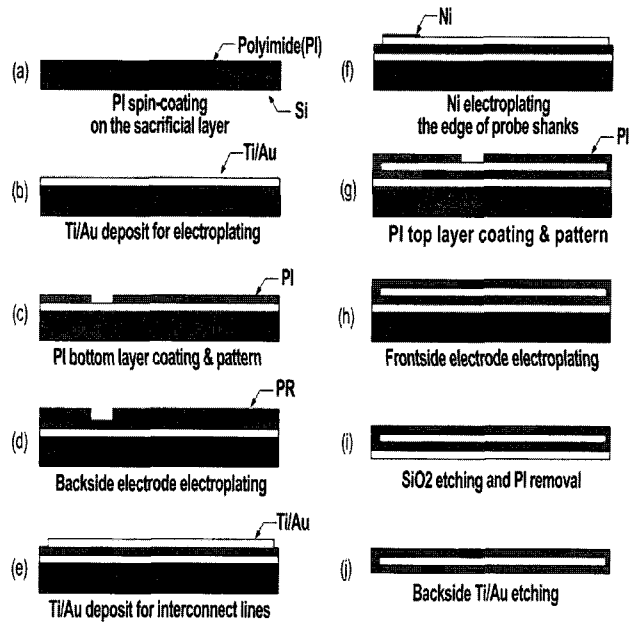 Polyimide(PI)
(a)
Si
PI spin-coating
on the sacrificial layer
Ti/Au
(b)
Ti/Au deposit for electroplating
PI
(c)
PI bottom layer coating & pattern
PR
(d)
Backside electrode electroplating
Ti/Au
(e)
Ti/Au deposit for interconnect lines
Ni
(f)
Ni electroplating
the edge of probe shanks
PI
(g)
PI top layer coating & pattern
(h)
Frontside electrode electroplating
(i)
SiO2 etching and PI removal
(j)
Backside Ti/Au etching